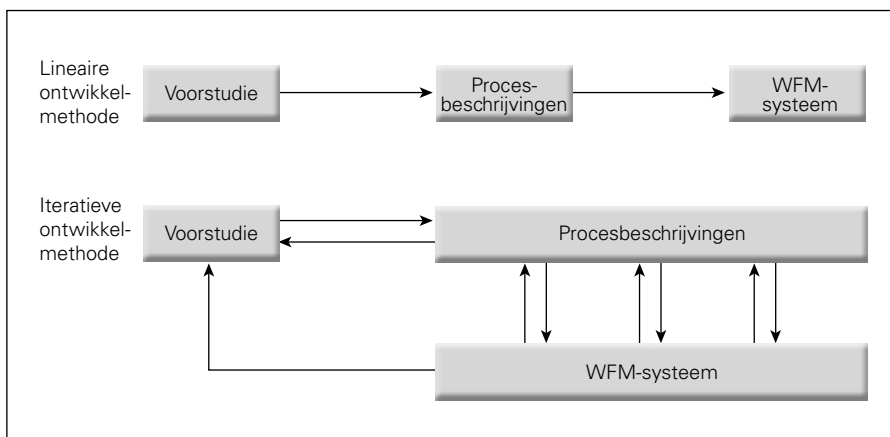 Lineaire
ontwikkel-
methode
Voorstudie
Proces-
beschrijvingen
WFM-
systeem
Iteratieve
ontwikkel-
methode
Voorstudie
Procesbeschrijvingen
WFM-systeem